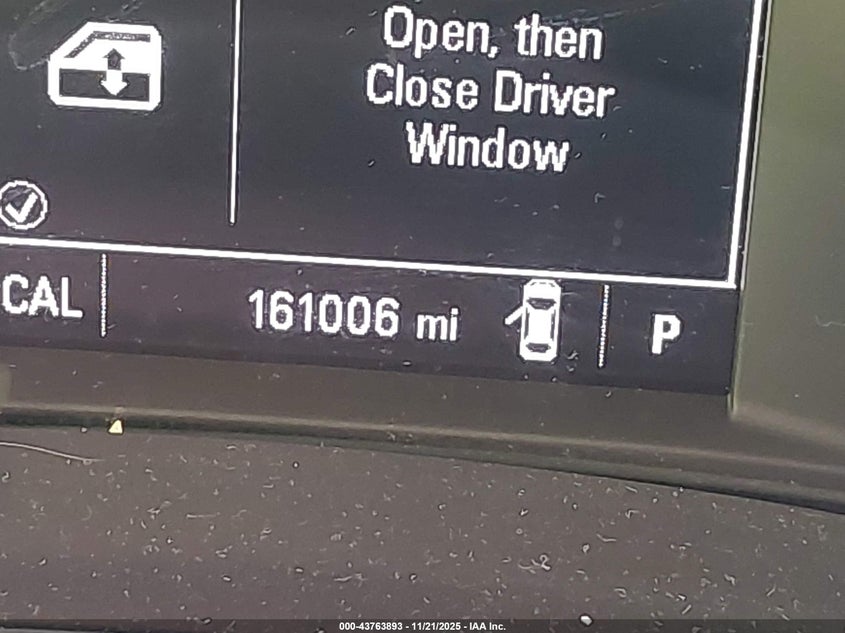 Open, then
Close Driver
Window
CAL
161006 mi
P
000-43763893 - 11/21/2025 - IAA Inc.